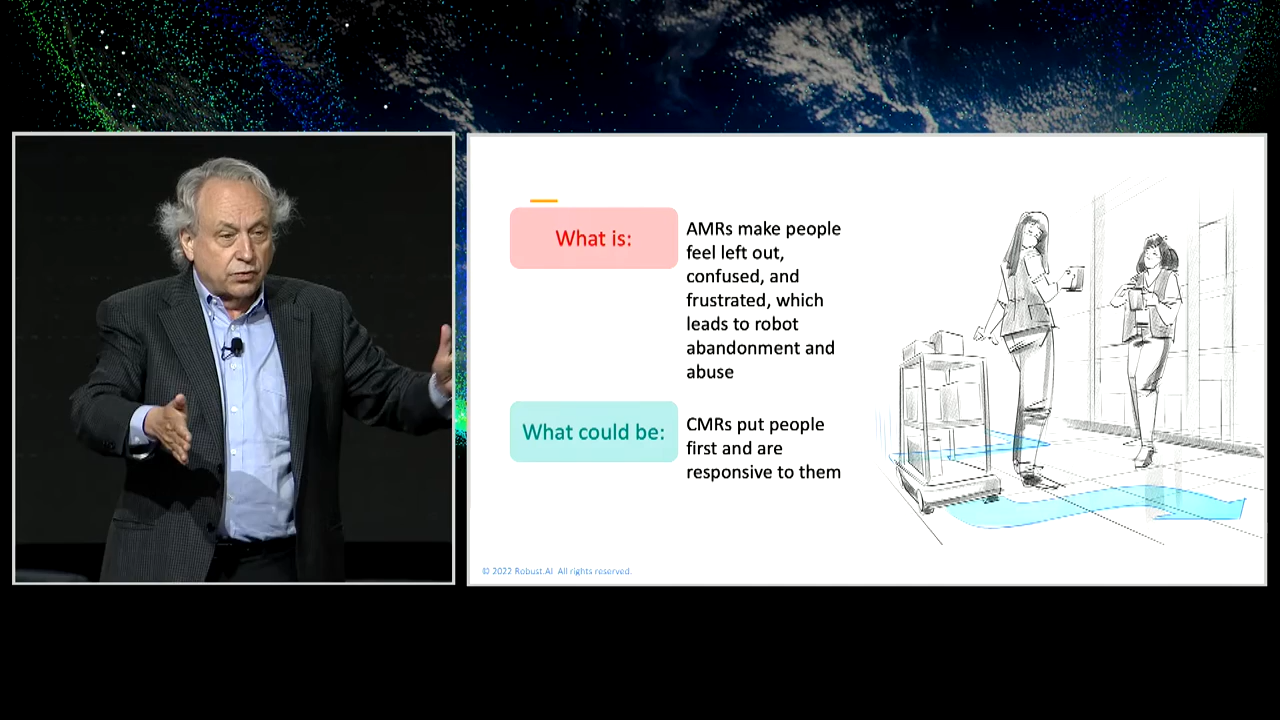 What is:
AMRs make people
feel left out,
confused, and
frustrated, which
leads to robot
abandonment and
abuse
What could be:
CMRs put people
first and are
responsive to them
© 2022 Robust.AI All rights reserved.